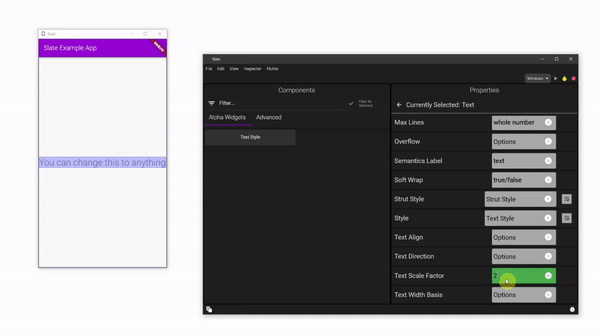 Slate Example App
DEBUG
You can change this to anything
Slate
File Edit View Inspector Flutter
Windows
Components
Properties
Filter...
Filter By Selected
Currently Selected: Text
Alpha Widgets
Advanced
Text Style
Max Lines
whole number
Overflow
Options
Semantics Label
text
Soft Wrap
true/false
Strut Style
Strut Style
Style
Text Style
Text Align
Options
Text Direction
Options
Text Scale Factor
2
Text Width Basis
Options